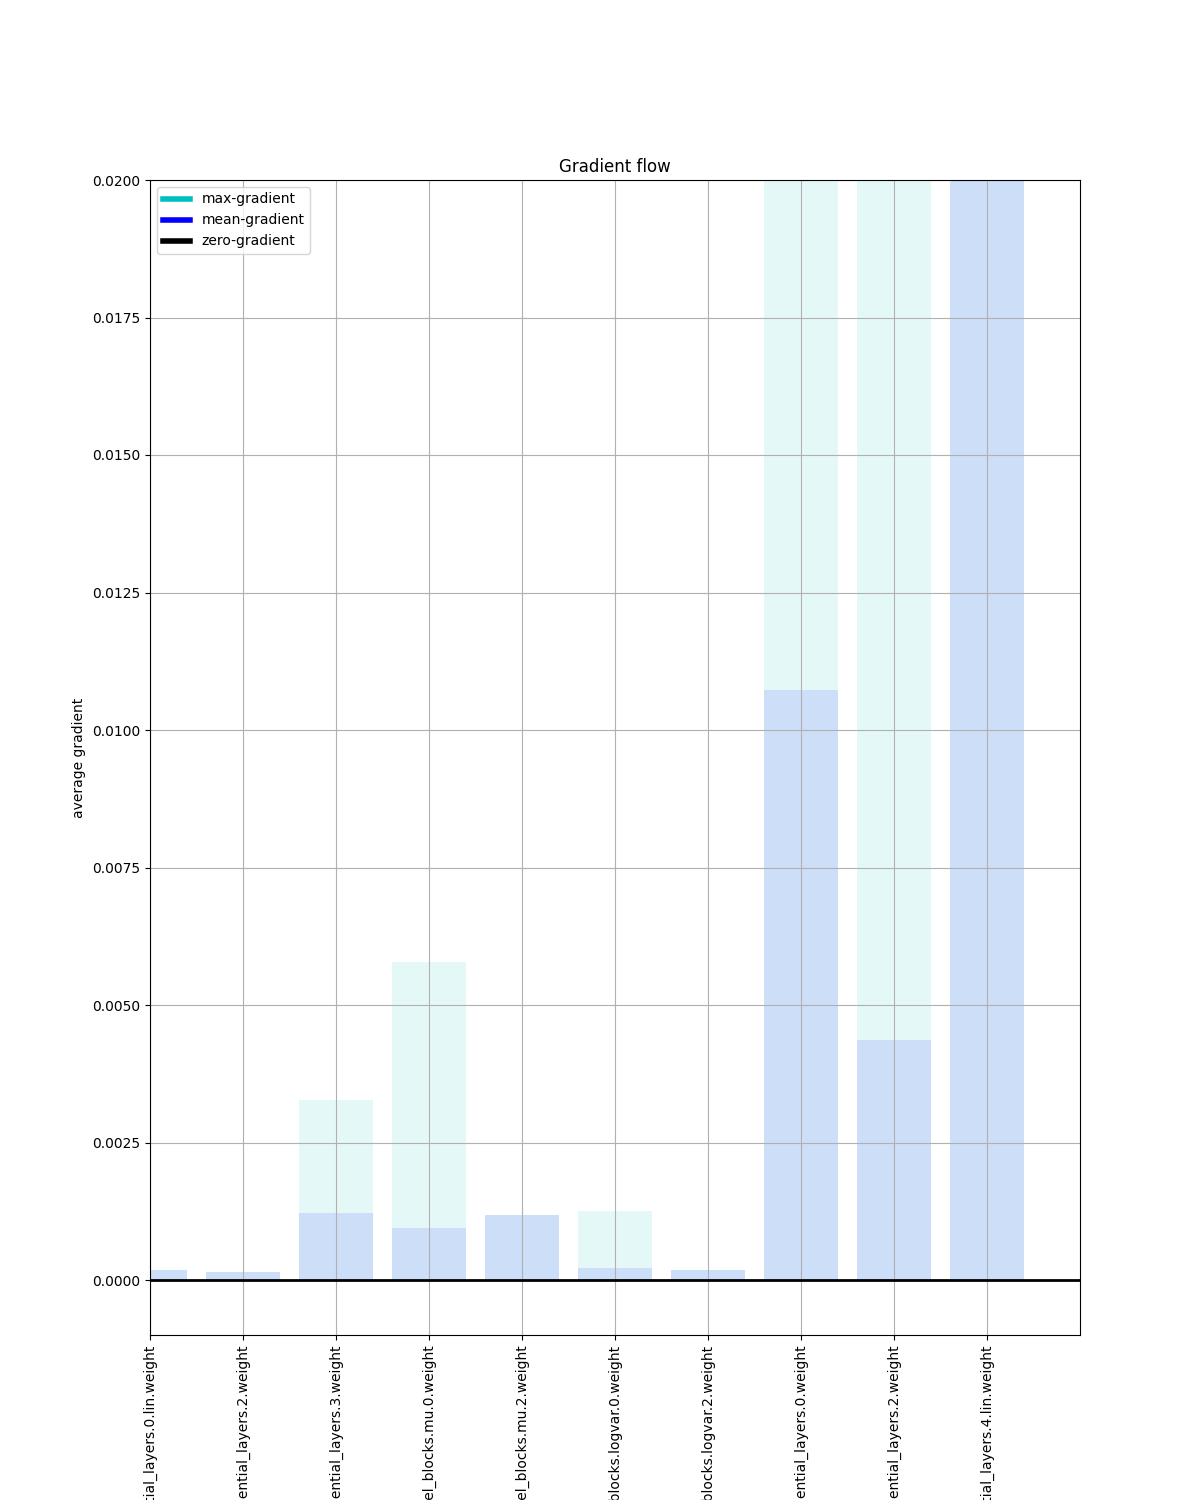 Gradient flow
max-gradient
mean-gradient
zero-gradient
average gradient
0.0200
0.0175
0.0150
0.0125
0.0100
0.0075
0.0050
0.0025
0.0000
tial_layers.0.lin.weight
ential_layers.2.weight
ential_layers.3.weight
el_blocks.mu.0.weight
el_blocks.mu.2.weight
blocks.logvar.0.weight
blocks.logvar.2.weight
ential_layers.0.weight
ential_layers.2.weight
tial_layers.4.lin.weight